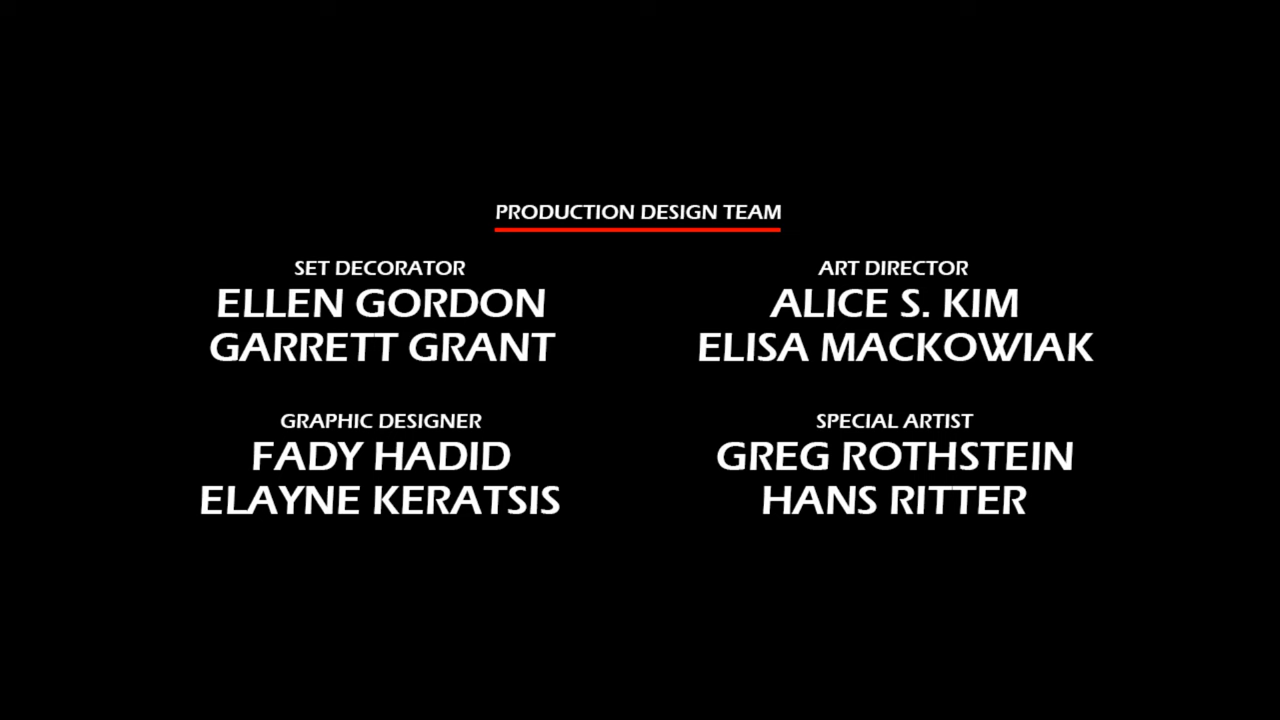 PRODUCTION DESIGN TEAM
SET DECORATOR
ELLEN GORDON
GARRETT GRANT
ART DIRECTOR
ALICE S. KIM
ELISA MACKOWIAK
GRAPHIC DESIGNER
FADY HADID
ELAYNE KERATSIS
SPECIAL ARTIST
GREG ROTHSTEIN
HANS RITTER